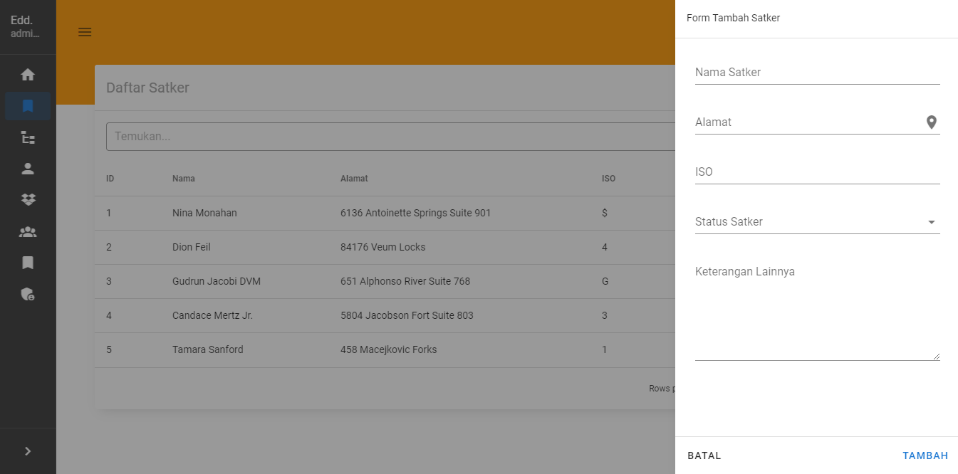 Edd.
admi...
Daftar Satker
Temukan...
ID Nama Alamat ISO
1 Nina Monahan 6136 Antoinette Springs Suite 901 $
2 Dion Feil 84176 Veum Locks 4
3 Gudrun Jacobi DVM 651 Alphonso River Suite 768 G
4 Candace Mertz Jr. 5804 Jacobson Fort Suite 803 3
5 Tamara Sanford 458 Macejkovic Forks 1
Rows
Form Tambah Satker
Nama Satker
Alamat
ISO
Status Satker
Keterangan Lainnya
BATAL TAMBAH